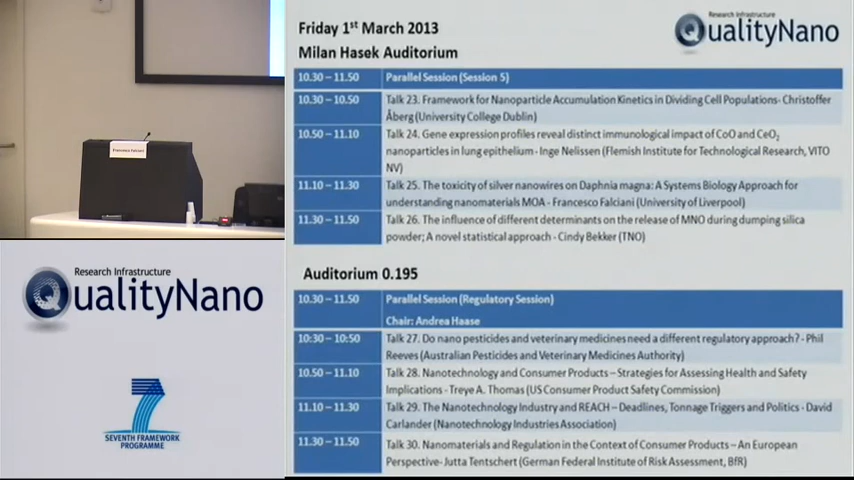 Francesco Falciani
Research Infrastructure
QualityNano
SEVENTH FRAMEWORK
PROGRAMME
Friday 1st March 2013
Milan Hasek Auditorium
Research Infrastructure
QualityNano
10.30 – 11.50 Parallel Session (Session 5)
10.30 – 10.50 Talk 23. Framework for Nanoparticle Accumulation Kinetics in Dividing Cell Populations- Christoffer
Åberg (University College Dublin)
10.50 – 11.10 Talk 24. Gene expression profiles reveal distinct immunological impact of CoO and CeO2
nanoparticles in lung epithelium - Inge Nelissen (Flemish Institute for Technological Research, VITO
NV)
11.10 – 11.30 Talk 25. The toxicity of silver nanowires on Daphnia magna: A Systems Biology Approach for
understanding nanomaterials MOA - Francesco Falciani (University of Liverpool)
11.30 – 11.50 Talk 26. The influence of different determinants on the release of MNO during dumping silica
powder; A novel statistical approach - Cindy Bekker (TNO)
Auditorium 0.195
10.30 – 11.50 Parallel Session (Regulatory Session)
Chair: Andrea Haase
10:30 – 10:50 Talk 27. Do nano pesticides and veterinary medicines need a different regulatory approach? - Phil
Reeves (Australian Pesticides and Veterinary Medicines Authority)
10.50 – 11.10 Talk 28. Nanotechnology and Consumer Products – Strategies for Assessing Health and Safety
Implications - Treye A. Thomas (US Consumer Product Safety Commission)
11.10 – 11.30 Talk 29. The Nanotechnology Industry and REACH – Deadlines, Tonnage Triggers and Politics - David
Carlander (Nanotechnology Industries Association)
11.30 – 11.50 Talk 30. Nanomaterials and Regulation in the Context of Consumer Products – An European
Perspective- Jutta Tentschert (German Federal Institute of Risk Assessment, BfR)